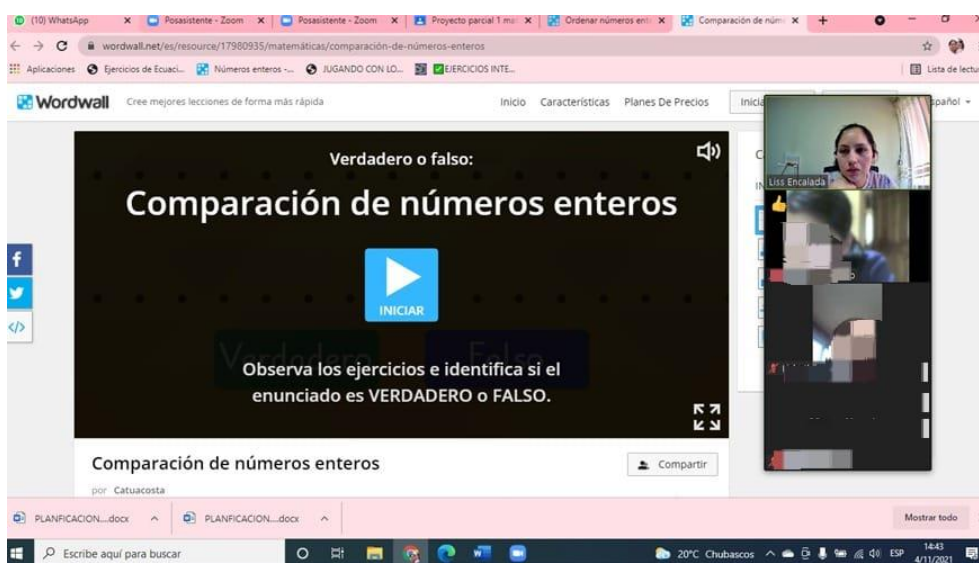 (10) WhatsApp
Posasistente - Zoom
Posasistente - Zoom
Proyecto parcial 1
Ordenar números
Comparación de
wordwall.net/es/resource/17980935/matemáticas/comparación-de-números-enteros
Aplicaciones
Ejercicios de Ecuaci...
Números enteros -...
JUGANDO CON LO...
EJERCICIOS INTE...
Lista de lectu
Wordwall
Cree mejores lecciones de forma más rápida
Inicio
Características
Planes De Precios
Inicia
spañol
Verdadero o falso:
Comparación de números enteros
INICIAR
Verdadero
Falso
Observa los ejercicios e identifica si el
enunciado es VERDADERO o FALSO.
Liss Encalada
f
</>
Comparación de números enteros
Compartir
por Catuacosta
PLANFICACION....docx
PLANFICACION....docx
Mostrar todo
Escribe aquí para buscar
20°C Chubascos
ESP
14:43
4/11/2021